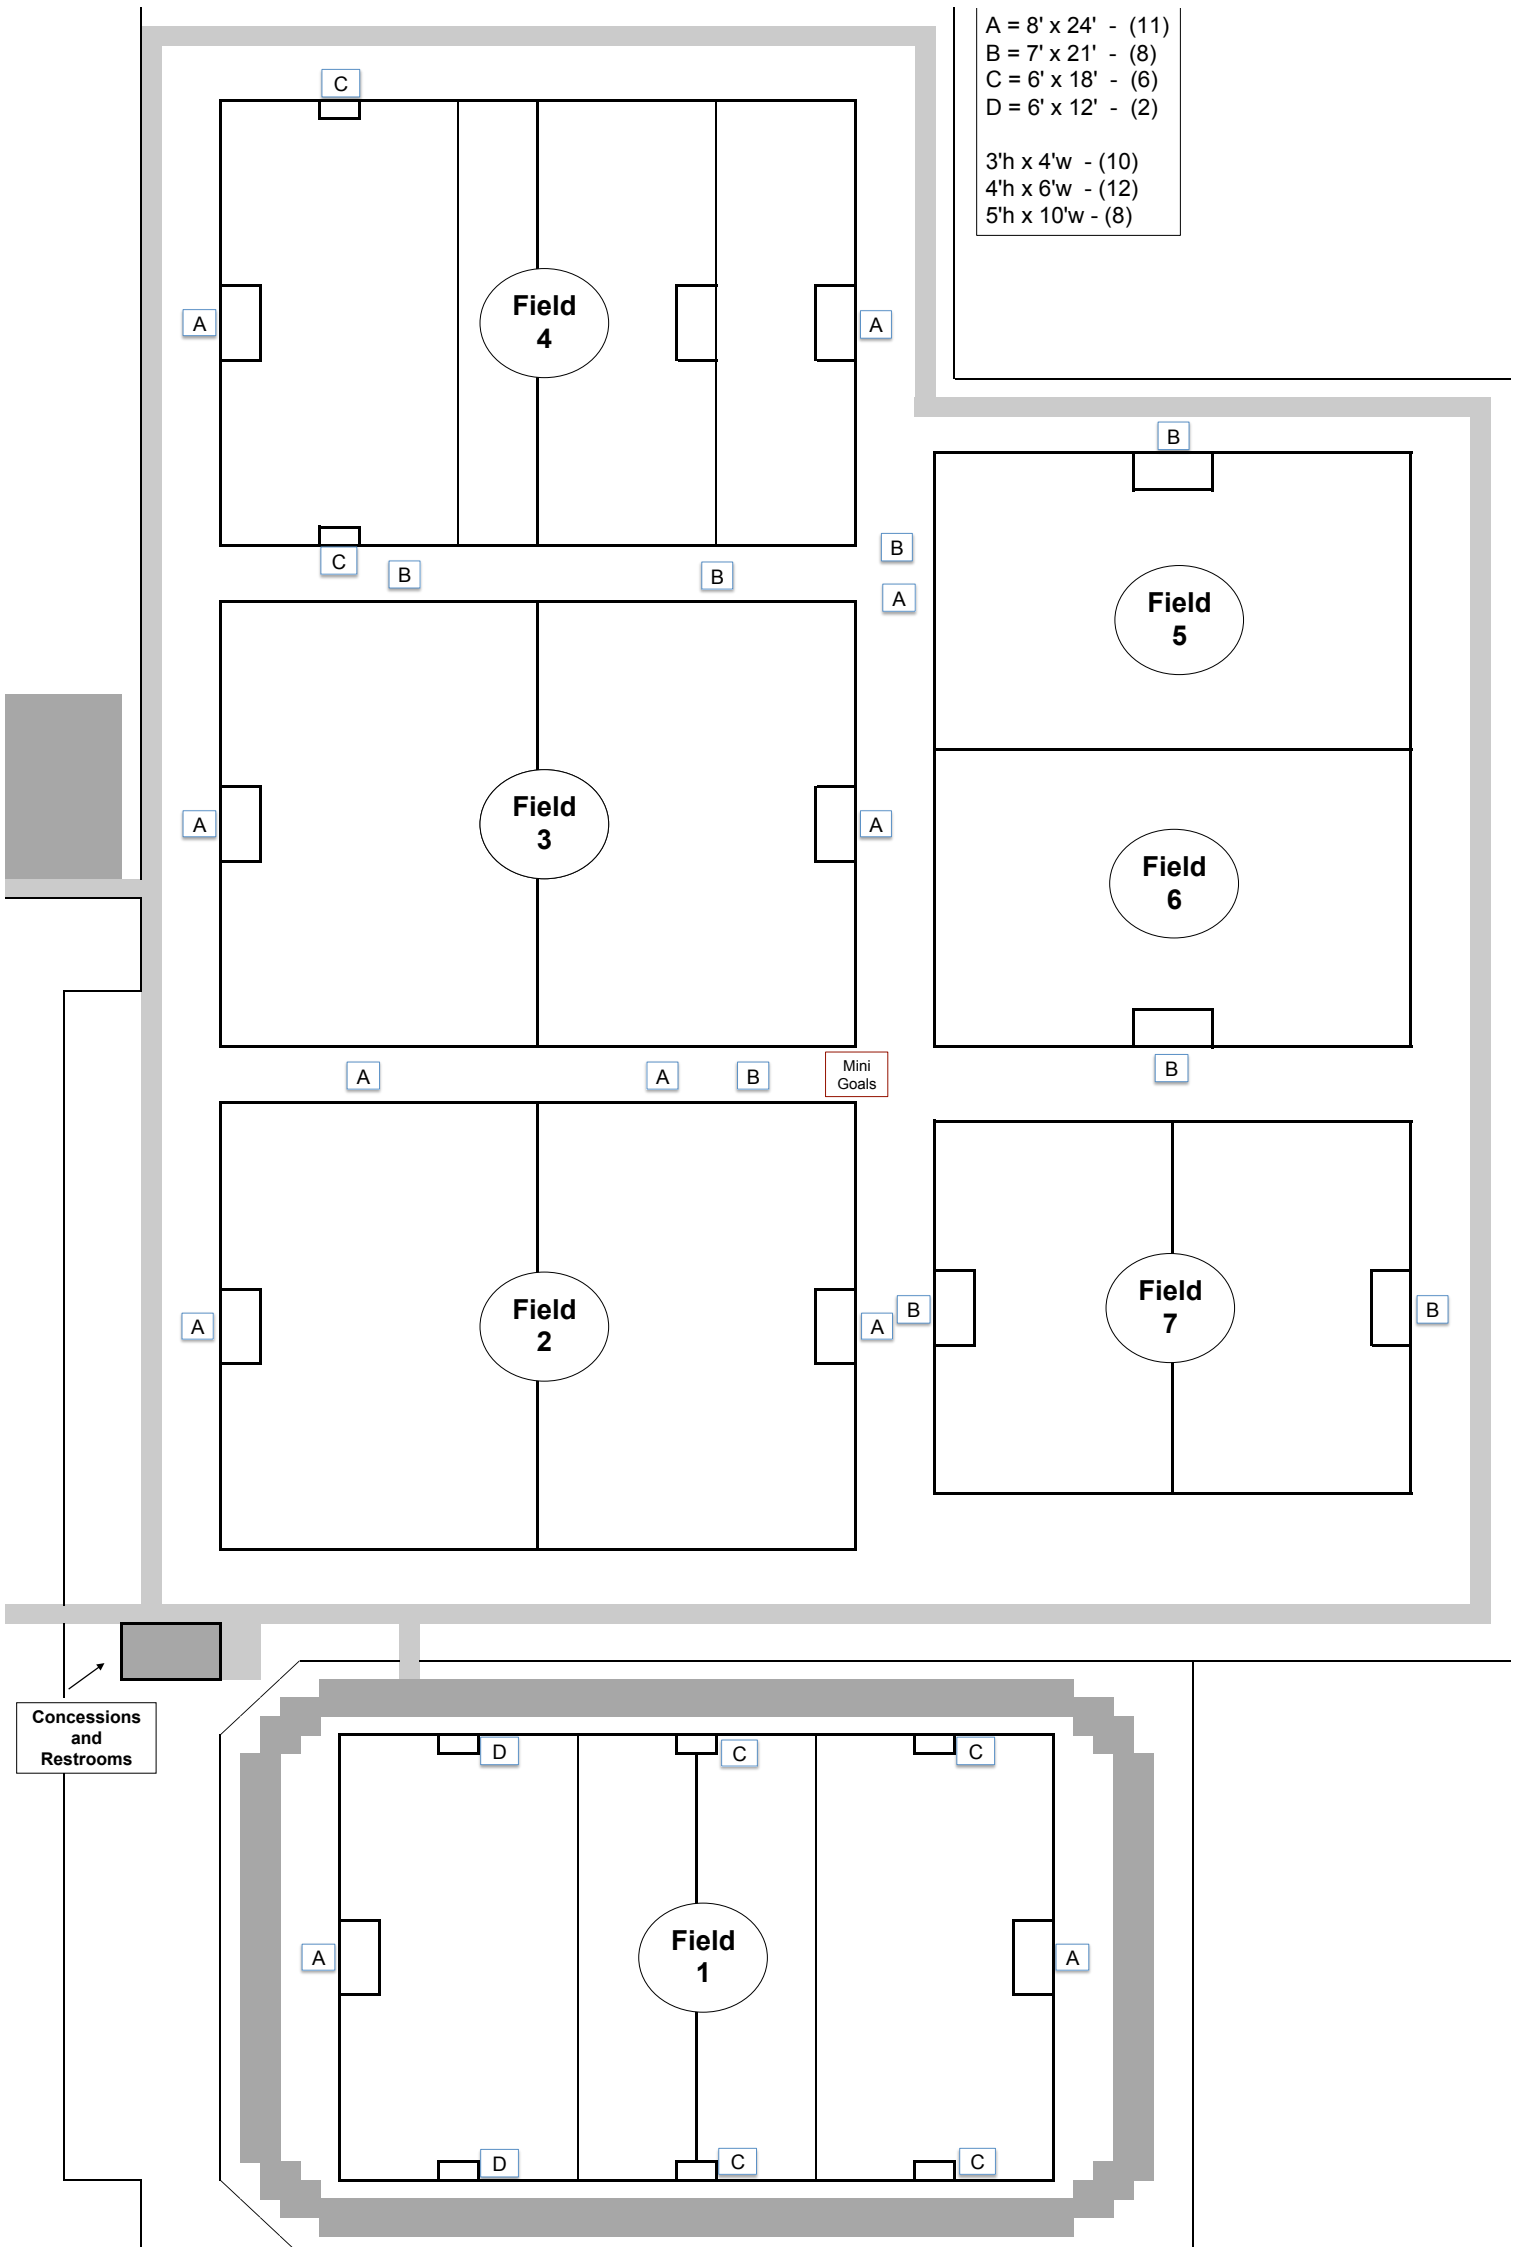 A = 8' x 24' - (11)
B = 7' x 21' - (8)
C = 6' x 18' - (6)
D = 6' x 12' - (2)
3'h x 4'w - (10)
4'h x 6'w - (12)
5'h x 10'w - (8)
C
A
Field
4
A
C
B
B
B
A
B
Field
5
A
Field
3
A
Field
6
A
A
B
Mini
Goals
B
A
Field
2
A
B
Field
7
B
Concessions
and
Restrooms
D
C
C
A
Field
1
A
D
C
C